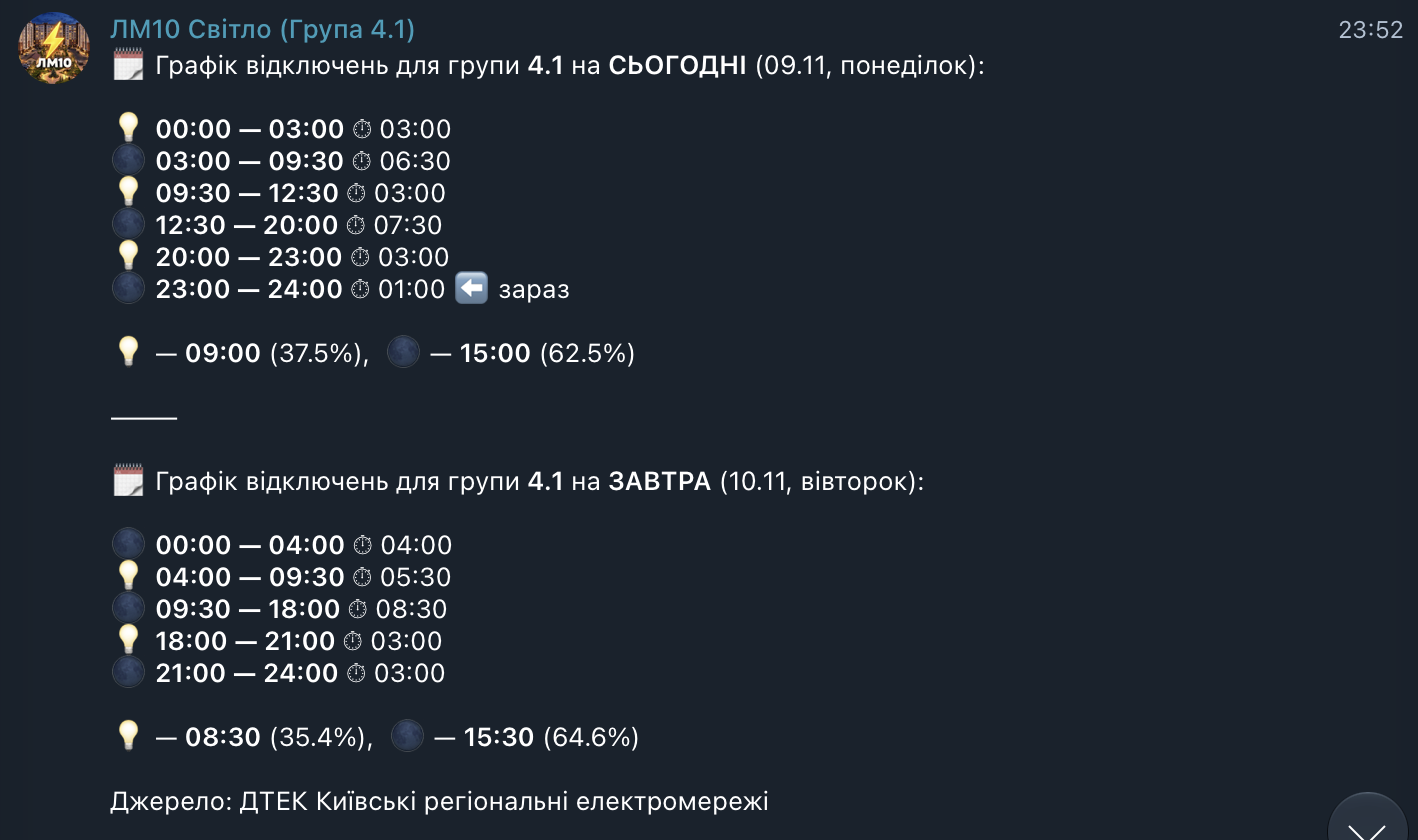 ЛМ10 Світло (Група 4.1) 23:52
ЛМ10
🗓 Графік відключень для групи 4.1 на СЬОГОДНІ (09.11, понеділок):
💡 00:00 — 03:00 ⏱ 03:00
🌑 03:00 — 09:30 ⏱ 06:30
💡 09:30 — 12:30 ⏱ 03:00
🌑 12:30 — 20:00 ⏱ 07:30
💡 20:00 — 23:00 ⏱ 03:00
🌑 23:00 — 24:00 ⏱ 01:00 ⬅️ зараз
💡 — 09:00 (37.5%), 🌑 — 15:00 (62.5%)
———
🗓 Графік відключень для групи 4.1 на ЗАВТРА (10.11, вівторок):
🌑 00:00 — 04:00 ⏱ 04:00
💡 04:00 — 09:30 ⏱ 05:30
🌑 09:30 — 18:00 ⏱ 08:30
💡 18:00 — 21:00 ⏱ 03:00
🌑 21:00 — 24:00 ⏱ 03:00
💡 — 08:30 (35.4%), 🌑 — 15:30 (64.6%)
Джерело: ДТЕК Київські регіональні електромережі